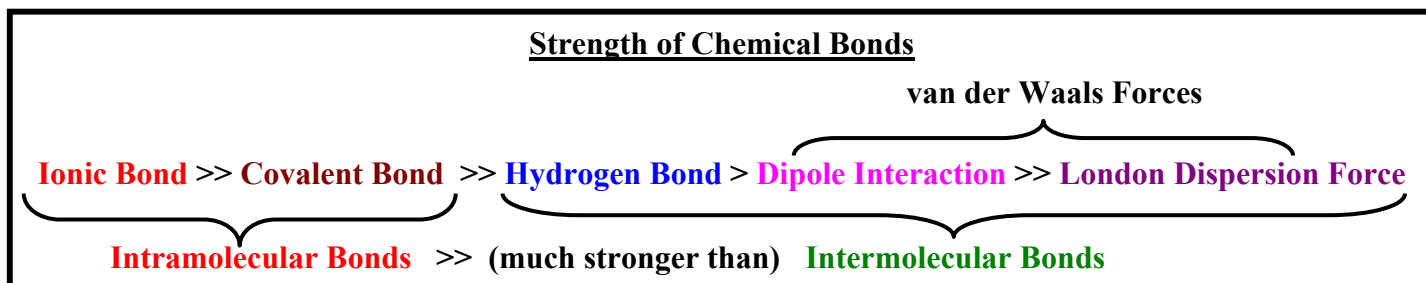 Strength of Chemical Bonds
van der Waals Forces
Ionic Bond >> Covalent Bond >> Hydrogen Bond > Dipole Interaction >> London Dispersion Force
Intramolecular Bonds >> (much stronger than) Intermolecular Bonds